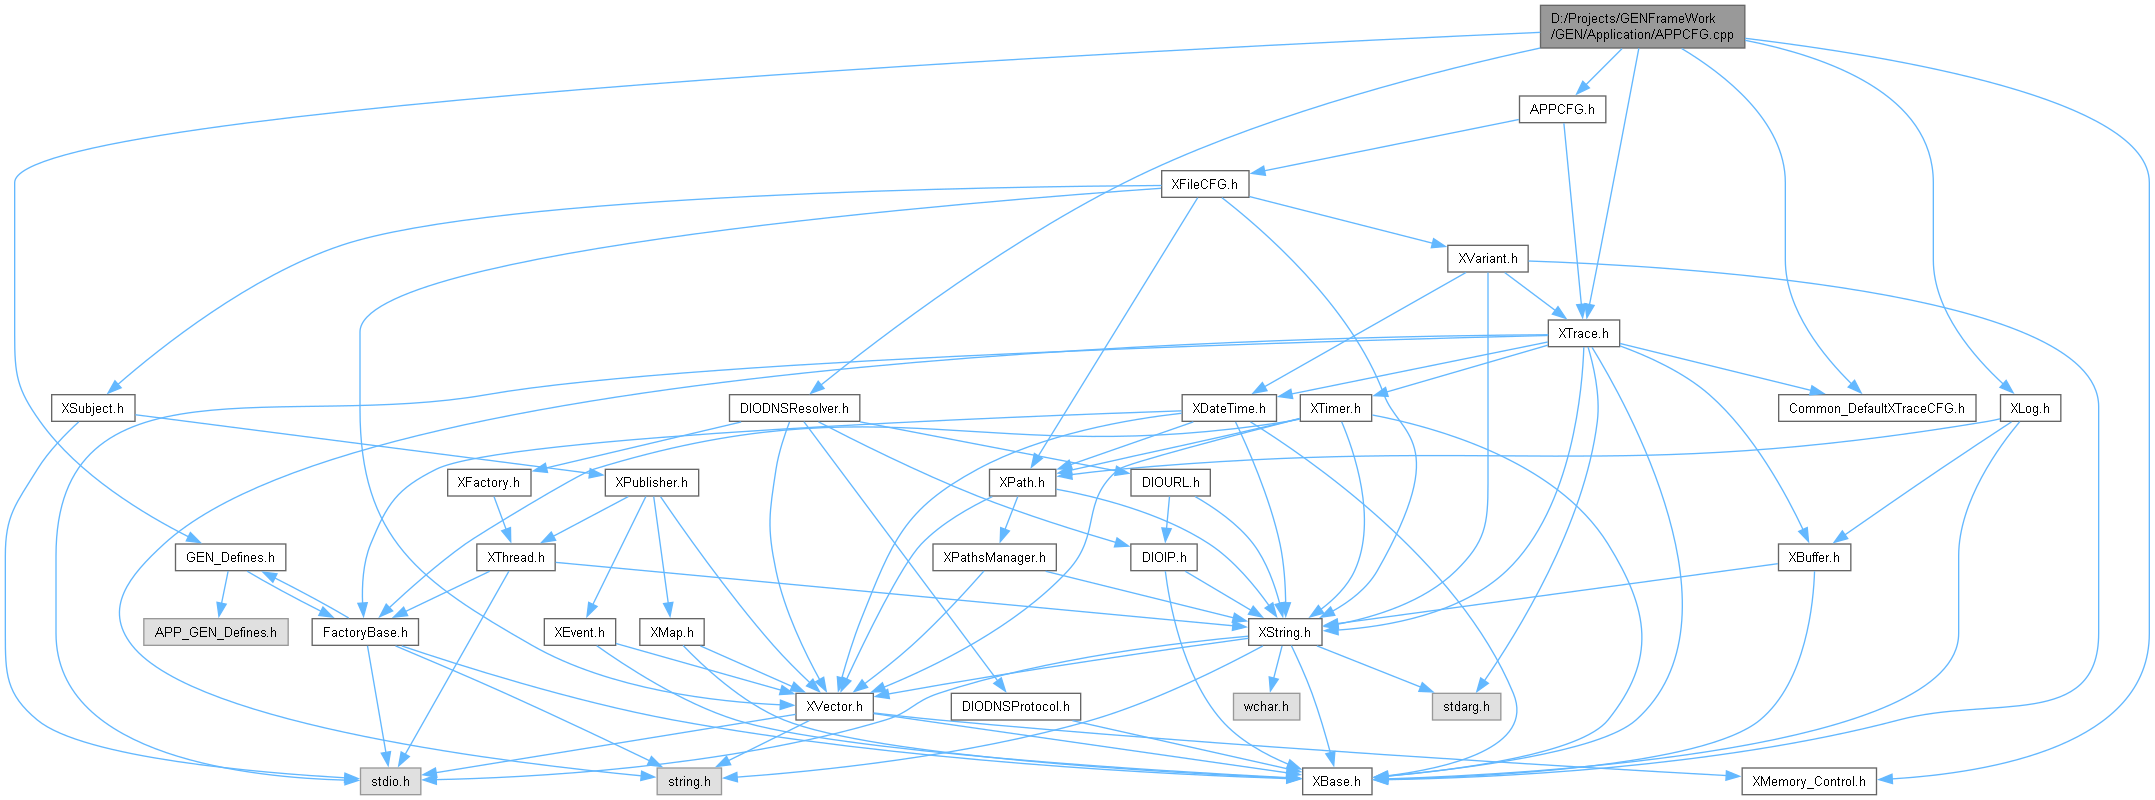 D:/Projects/GENFrameWork
/GEN/Application/APPCFG.cpp
APPCFG.h
XFileCFG.h
XVariant.h
XTrace.h
XSubject.h
DIODNSResolver.h
XDateTime.h
XTimer.h
Common_DefaultXTraceCFG.h
XLog.h
XFactory.h
XPublisher.h
XPath.h
DIOURL.h
GEN_Defines.h
XThread.h
XPathsManager.h
DIOIP.h
XBuffer.h
APP_GEN_Defines.h
FactoryBase.h
XEvent.h
XMap.h
XString.h
XVector.h
DIODNSProtocol.h
wchar.h
stdarg.h
stdio.h
string.h
XBase.h
XMemory_Control.h